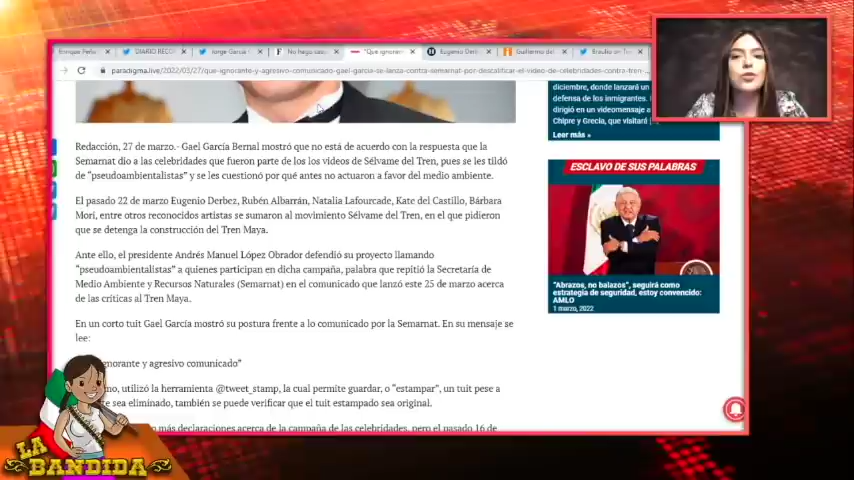 Enrique Peña
DIARIO RECO
Jorge García
No hago caso
"Que ignoran
Eugenio Derb
Guillermo del
Braulio on Tw
paradigma.live/2022/03/27/que-ignorante-y-agresivo-comunicado-gael-garcia-se-lanza-contra-semarnat-por-descalificar-el-video-de-celebridades-contra-tren-...
diciembre, donde lanzará un
defensa de los inmigrantes.
dirigió en un videomensaje a
Chipre y Grecia, que visitará
Leer más »
Redacción, 27 de marzo.- Gael García Bernal mostró que no está de acuerdo con la respuesta que la
Semarnat dio a las celebridades que fueron parte de los los videos de Sélvame del Tren, pues se les tildó
de “pseudoambientalistas” y se les cuestionó por qué antes no actuaron a favor del medio ambiente.
El pasado 22 de marzo Eugenio Derbez, Rubén Albarrán, Natalia Lafourcade, Kate del Castillo, Bárbara
Mori, entre otros reconocidos artistas se sumaron al movimiento Sélvame del Tren, en el que pidieron
que se detenga la construcción del Tren Maya.
Ante ello, el presidente Andrés Manuel López Obrador defendió su proyecto llamando
“pseudoambientalistas” a quienes participan en dicha campaña, palabra que repitió la Secretaría de
Medio Ambiente y Recursos Naturales (Semarnat) en el comunicado que lanzó este 25 de marzo acerca
de las críticas al Tren Maya.
En un corto tuit Gael García mostró su postura frente a lo comunicado por la Semarnat. En su mensaje se
lee:
ignorante y agresivo comunicado”
mo, utilizó la herramienta @tweet_stamp, la cual permite guardar, o “estampar”, un tuit pese a
te sea eliminado, también se puede verificar que el tuit estampado sea original.
n más declaraciones acerca de la campaña de las celebridades, pero el pasado 16 de
ESCLAVO DE SUS PALABRAS
"Abrazos, no balazos", seguirá como
estrategia de seguridad, estoy convencido:
AMLO
1 marzo, 2022
LA
BANDIDA